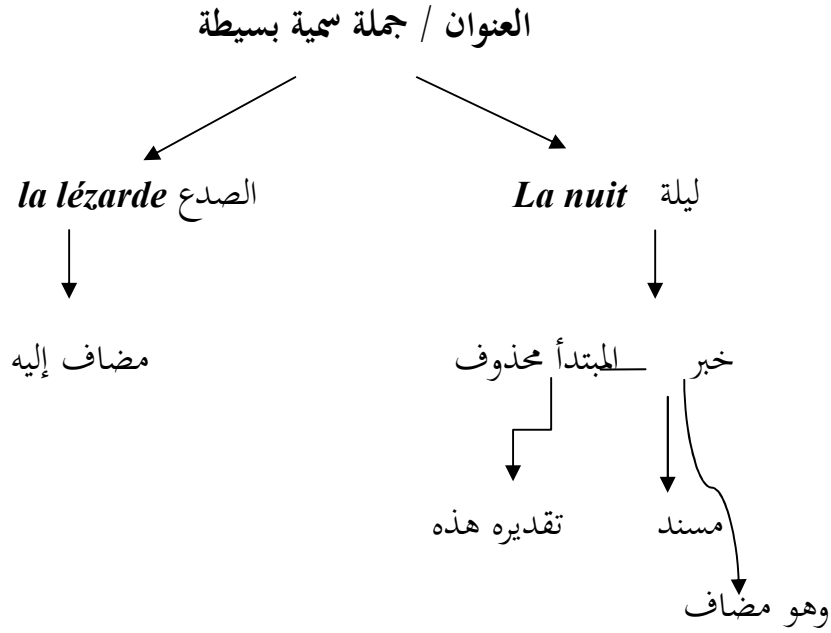 العنوان / جملة سمية بسيطة
ليلة La nuit
الصدع la lézarde
خبر المبتدأ محذوف
مضاف إليه
مسند
تقديره هذه
وهو مضاف